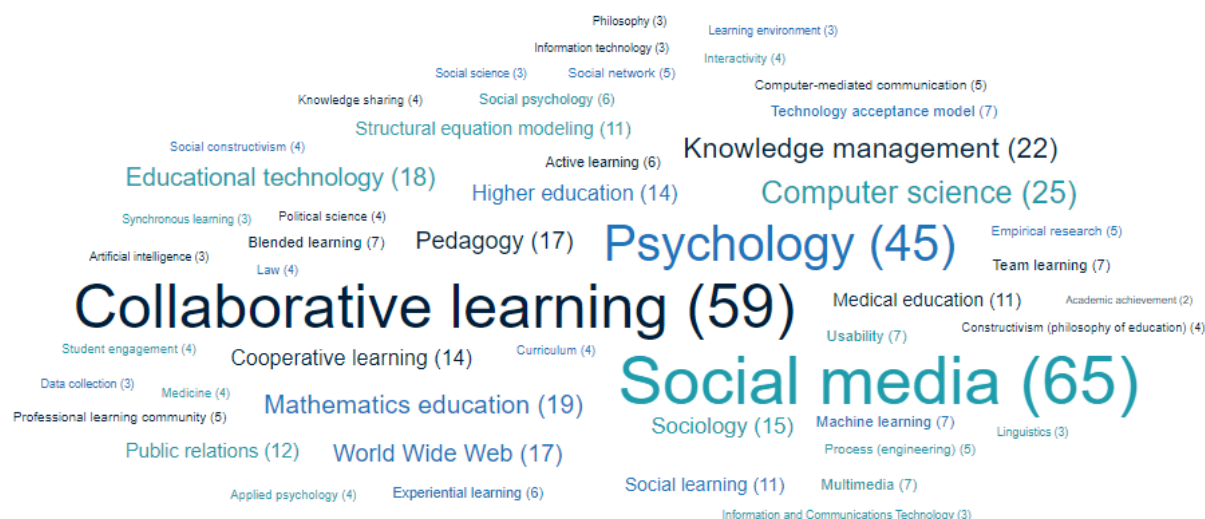 Philosophy (3)
Learning environment (3)
Information technology (3)
Interactivity (4)
Social science (3)
Social network (5)
Computer-mediated communication (5)
Knowledge sharing (4)
Social psychology (6)
Technology acceptance model (7)
Structural equation modeling (11)
Social constructivism (4)
Active learning (6)
Knowledge management (22)
Educational technology (18)
Higher education (14)
Computer science (25)
Synchronous learning (3)
Political science (4)
Blended learning (7)
Pedagogy (17)
Psychology (45)
Empirical research (5)
Artificial intelligence (3)
Law (4)
Team learning (7)
Collaborative learning (59)
Medical education (11)
Academic achievement (2)
Usability (7)
Constructivism (philosophy of education) (4)
Student engagement (4)
Cooperative learning (14)
Curriculum (4)
Social media (65)
Data collection (3)
Medicine (4)
Mathematics education (19)
Professional learning community (5)
Sociology (15)
Machine learning (7)
Linguistics (3)
Public relations (12)
World Wide Web (17)
Process (engineering) (5)
Applied psychology (4)
Experiential learning (6)
Social learning (11)
Multimedia (7)
Information and Communications Technology (3)